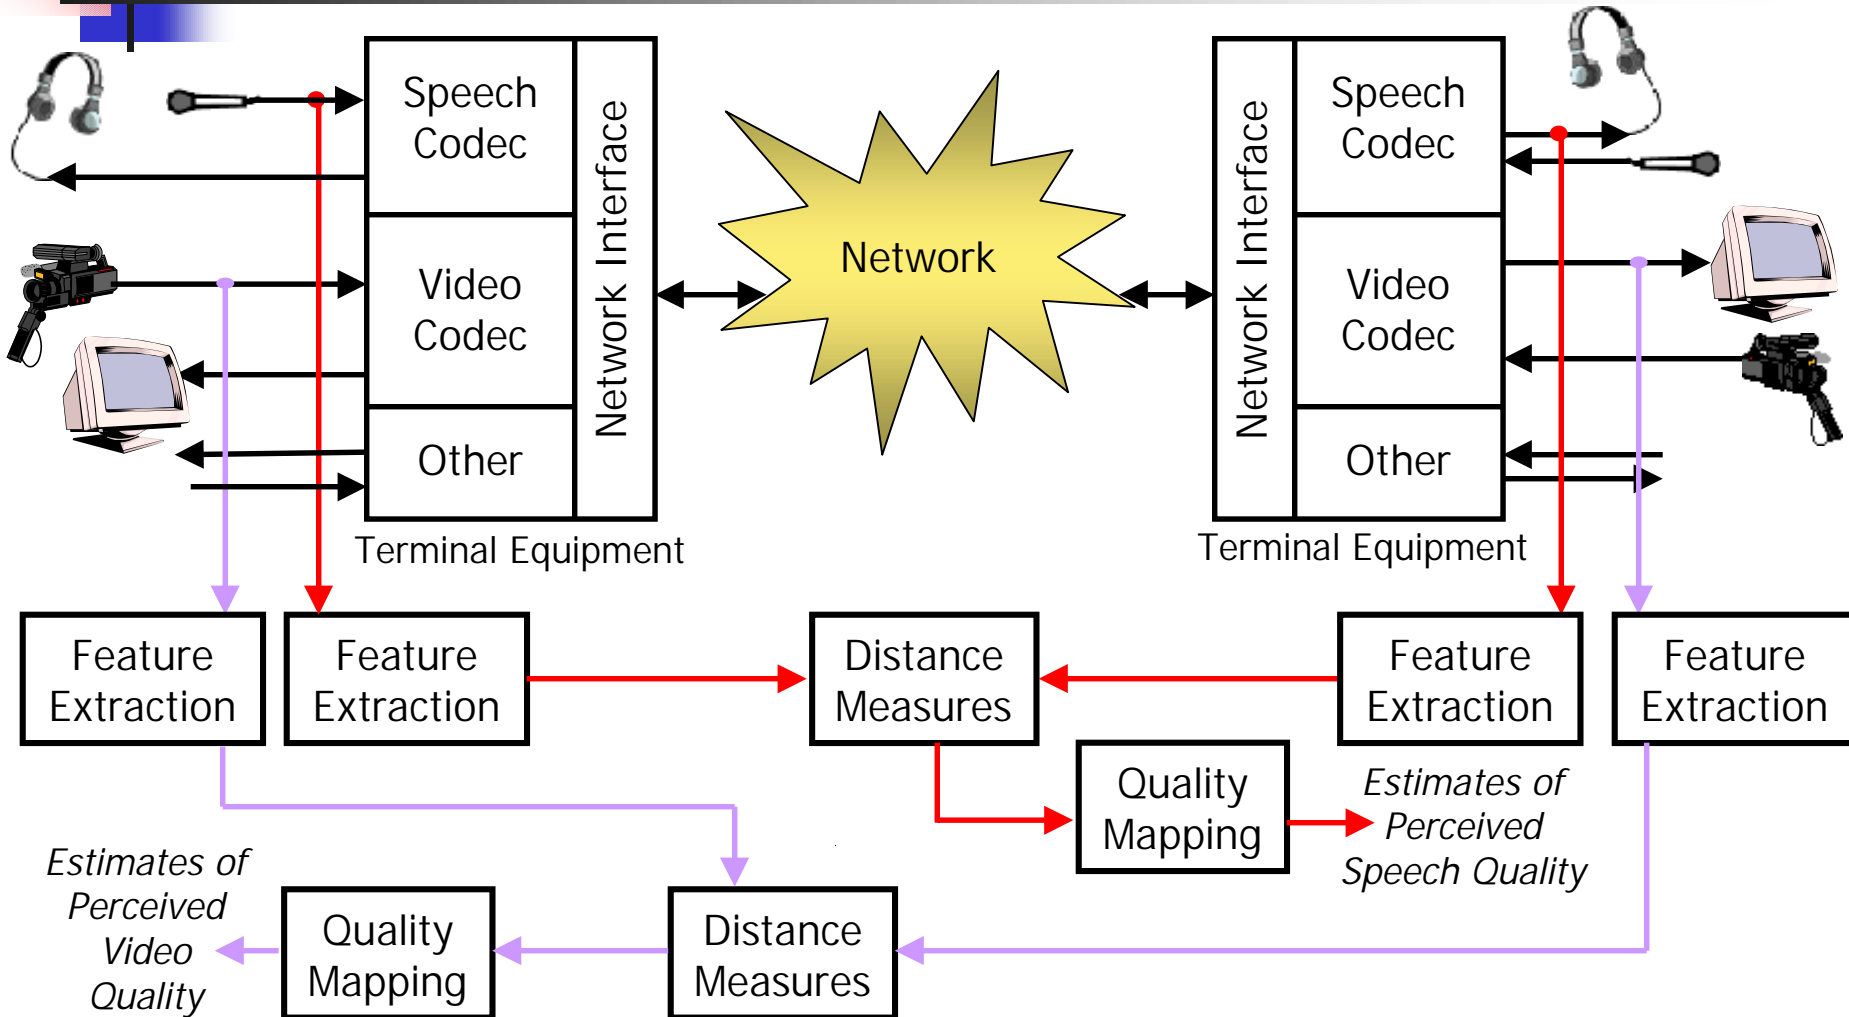 Speech
Codec
Network Interface
Video
Codec
Other
Terminal Equipment
Network
Network Interface
Speech
Codec
Video
Codec
Other
Terminal Equipment
Feature
Extraction
Feature
Extraction
Distance
Measures
Feature
Extraction
Feature
Extraction
Quality
Mapping
Estimates of
Perceived
Speech Quality
Estimates of
Perceived
Video
Quality
Quality
Mapping
Distance
Measures